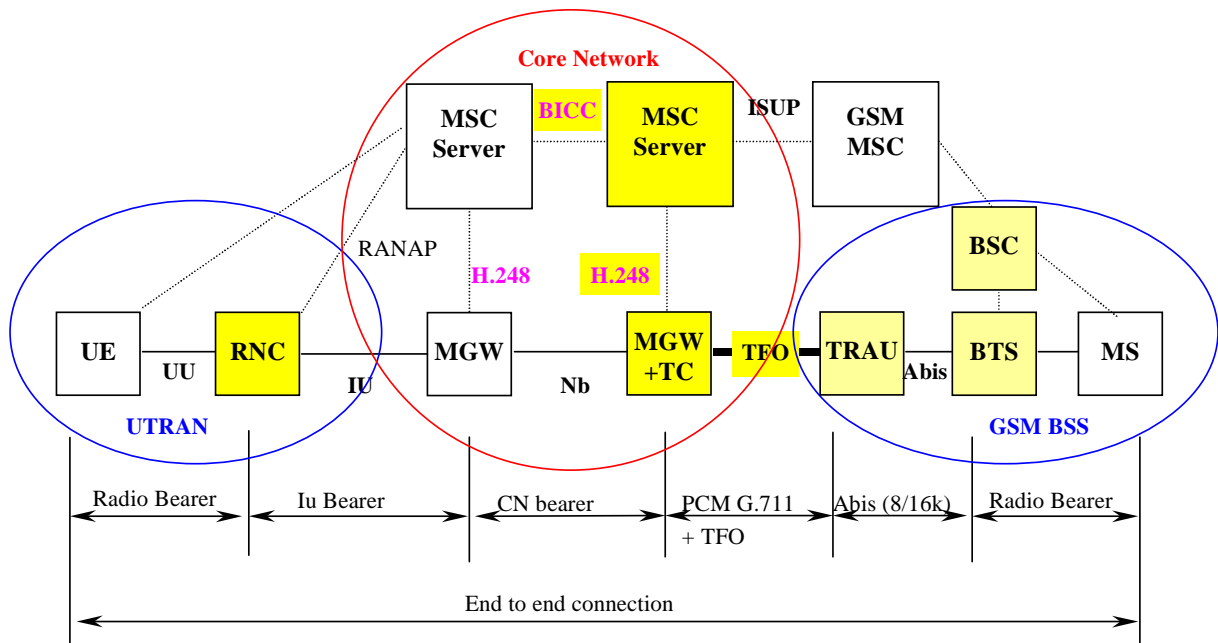 Core Network
MSC
Server
BICC
MSC
Server
ISUP
GSM
MSC
BSC
RANAP
H.248
H.248
UE
UU
RNC
IU
MGW
Nb
MGW
+TC
TFO
TRAU
Abis
BTS
MS
UTRAN
GSM BSS
Radio Bearer
Iu Bearer
CN bearer
PCM G.711
+ TFO
Abis (8/16k)
Radio Bearer
End to end connection